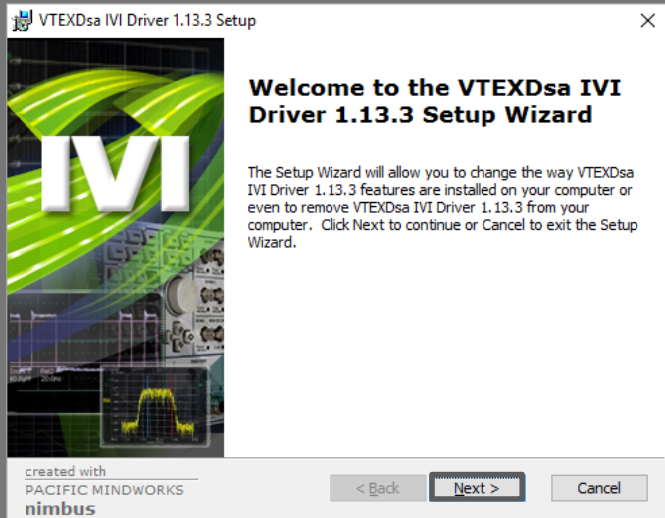 VTEXDsa IVI Driver 1.13.3 Setup
IVI
Welcome to the VTEXDsa IVI
Driver 1.13.3 Setup Wizard
The Setup Wizard will allow you to change the way VTEXDsa
IVI Driver 1.13.3 features are installed on your computer or
even to remove VTEXDsa IVI Driver 1.13.3 from your
computer. Click Next to continue or Cancel to exit the Setup
Wizard.
created with
PACIFIC MINDWORKS
nimbus
< Back
Next >
Cancel